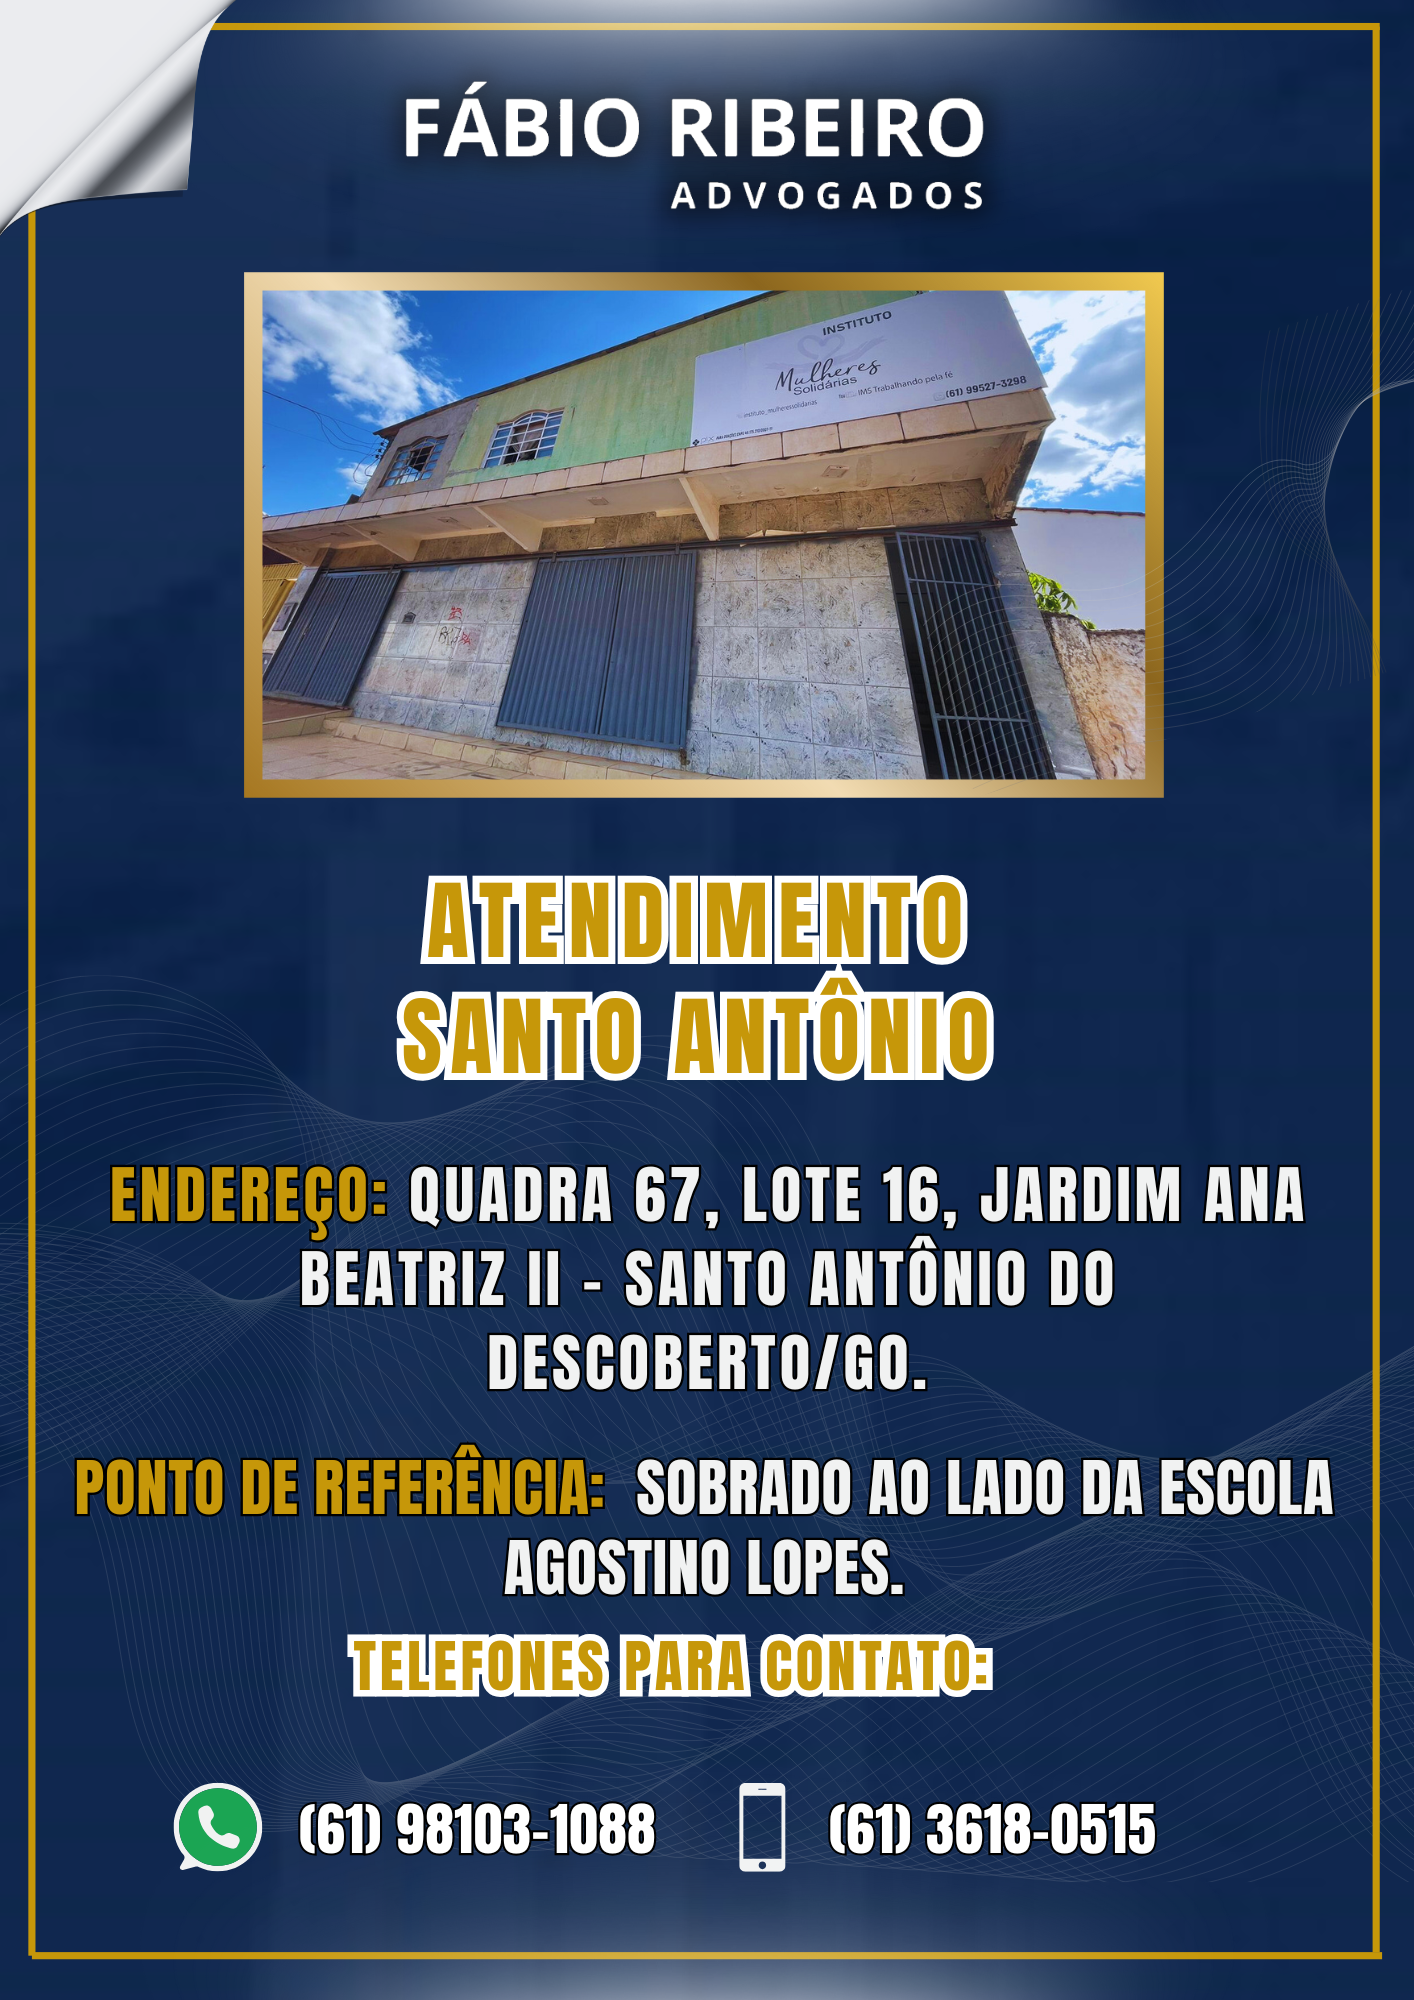 FÁBIO RIBEIRO
ADVOGADOS
INSTITUTO
Mulheres
Solidárias
instituto_mulheressolidarias
IMS Trabalhando pela fé
(61) 99527-3298
ATENDIMENTO
SANTO ANTÔNIO
ENDEREÇO: QUADRA 67, LOTE 16, JARDIM ANA
BEATRIZ II - SANTO ANTÔNIO DO
DESCOBERTO/GO.
PONTO DE REFERÊNCIA: SOBRADO AO LADO DA ESCOLA
AGOSTINO LOPES.
TELEFONES PARA CONTATO:
(61) 98103-1088
(61) 3618-0515